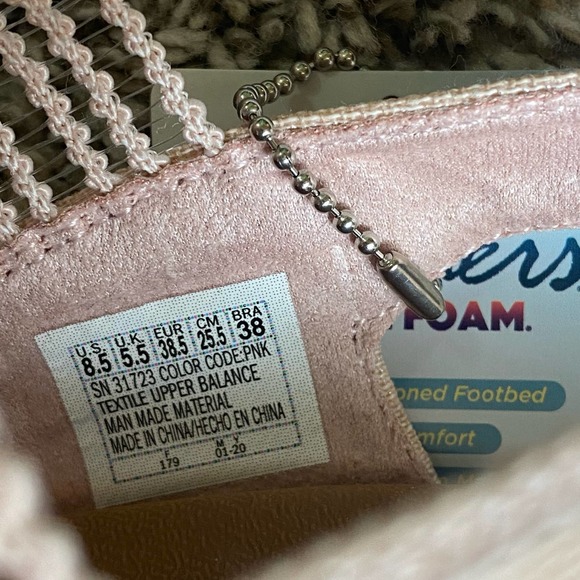 U.S U.K EUR CM BRA
8.5 5.5 38.5 25.5 38
SN 31723 COLOR CODE:PNK
TEXTILE UPPER BALANCE
MAN MADE MATERIAL
MADE IN CHINA/HECHO EN CHINA
F M Y
179 01-20
ers
FOAM.
oned Footbed
mfort